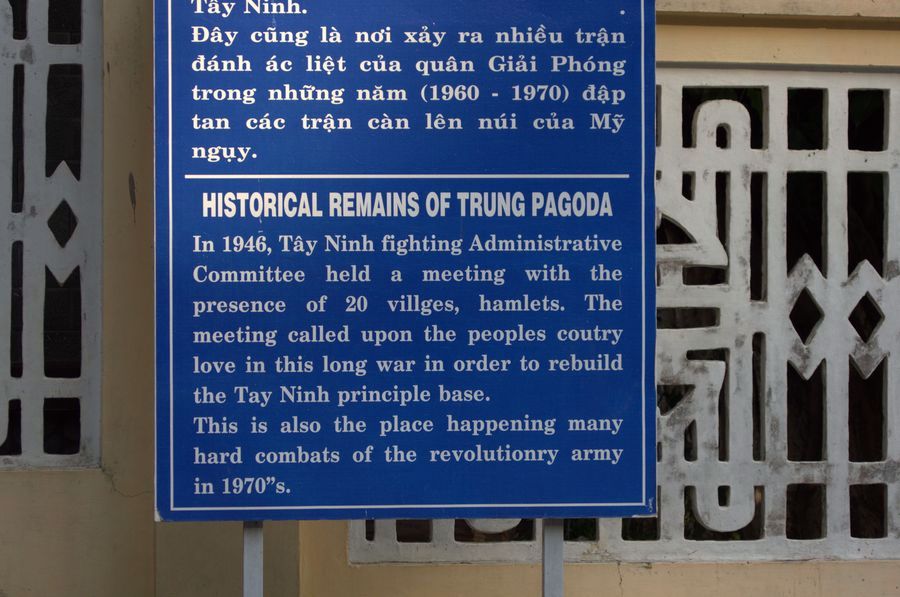 Tây Ninh.
Đây cũng là nơi xảy ra nhiều trận
đánh ác liệt của quân Giải Phóng
trong những năm (1960 - 1970) đập
tan các trận càn lên núi của Mỹ
ngụy.
HISTORICAL REMAINS OF TRUNG PAGODA
In 1946, Tây Ninh fighting Administrative
Committee held a meeting with the
presence of 20 villges, hamlets. The
meeting called upon the peoples coutry
love in this long war in order to rebuild
the Tay Ninh principle base.
This is also the place happening many
hard combats of the revolutionry army
in 1970”s.